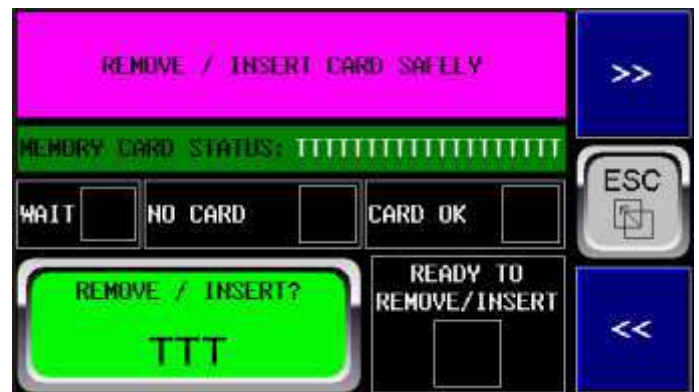 REMOVE / INSERT CARD SAFELY
>>
MEMORY CARD STATUS: TTTTTTTTTTTTTTTTTTTT
ESC
WAIT
NO CARD
CARD OK
REMOVE / INSERT?
TTT
READY TO
REMOVE/INSERT
<<